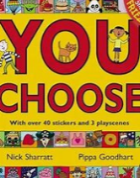 YOU
CHOOSE
With over 40 stickers and 3 playscenes
Nick Sharratt
Pippa Goodhart